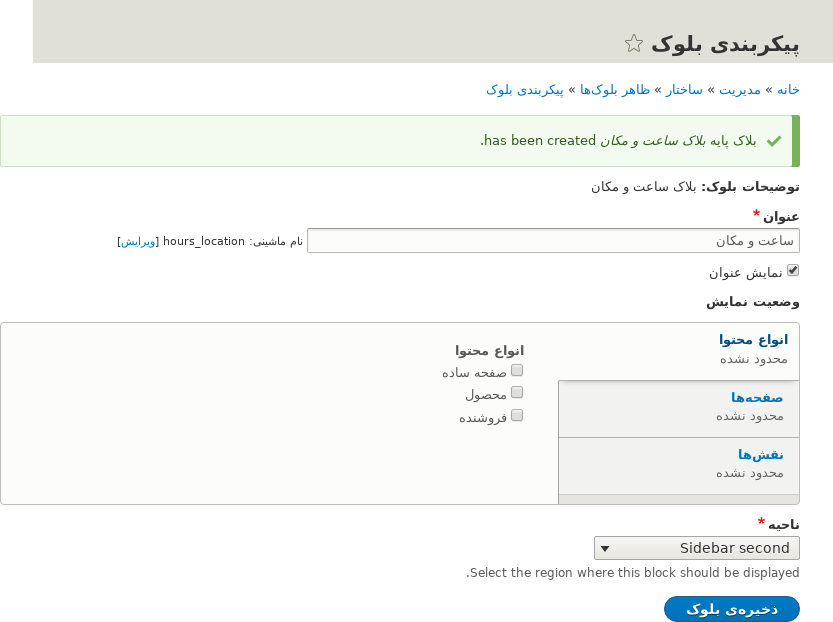 پیکربندی بلوک
خانه » مدیریت » ساختار » ظاهر بلوک‌ها » پیکربندی بلوک
بلاک پایه بلاک ساعت و مکان has been created.
توضیحات بلوک: بلاک ساعت و مکان
عنوان *
ساعت و مکان نام ماشینی: hours_location [ویرایش]
نمایش عنوان
وضعیت نمایش
انواع محتوا
محدود نشده
صفحه‌ها
محدود نشده
نقش‌ها
محدود نشده
انواع محتوا
صفحه ساده
محصول
فروشنده
ناحیه *
Sidebar second
Select the region where this block should be displayed.
ذخیره‌ی بلوک